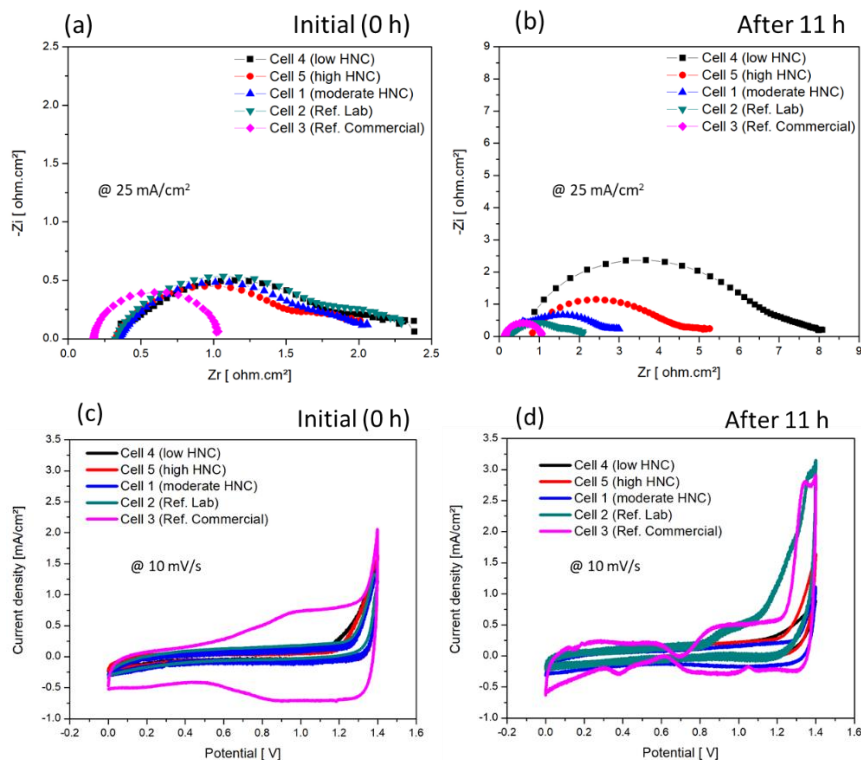 (a) Initial (0 h)
2.5
2.0
1.5
1.0
0.5
0.0
-Zi [ ohm.cm²]
Cell 4 (low HNC)
Cell 5 (high HNC)
Cell 1 (moderate HNC)
Cell 2 (Ref. Lab)
Cell 3 (Ref. Commercial)
@ 25 mA/cm²
0.0 0.5 1.0 1.5 2.0 2.5
Zr [ ohm.cm²]
(b) After 11 h
9
8
7
6
5
4
3
2
1
0
-Zi [ ohm.cm²]
Cell 4 (low HNC)
Cell 5 (high HNC)
Cell 1 (moderate HNC)
Cell 2 (Ref. Lab)
Cell 3 (Ref. Commercial)
@ 25 mA/cm²
0 1 2 3 4 5 6 7 8 9
Zr [ ohm.cm²]
(c) Initial (0 h)
3.5
3.0
2.5
2.0
1.5
1.0
0.5
0.0
-0.5
-1.0
Current density [mA/cm²]
Cell 4 (low HNC)
Cell 5 (high HNC)
Cell 1 (moderate HNC)
Cell 2 (Ref. Lab)
Cell 3 (Ref. Commercial)
@ 10 mV/s
-0.2 0.0 0.2 0.4 0.6 0.8 1.0 1.2 1.4 1.6
Potential [ V]
(d) After 11 h
3.5
3.0
2.5
2.0
1.5
1.0
0.5
0.0
-0.5
-1.0
Current density [mA/cm²]
Cell 4 (low HNC)
Cell 5 (high HNC)
Cell 1 (moderate HNC)
Cell 2 (Ref. Lab)
Cell 3 (Ref. Commercial)
@ 10 mV/s
-0.2 0.0 0.2 0.4 0.6 0.8 1.0 1.2 1.4 1.6
Potential [ V]